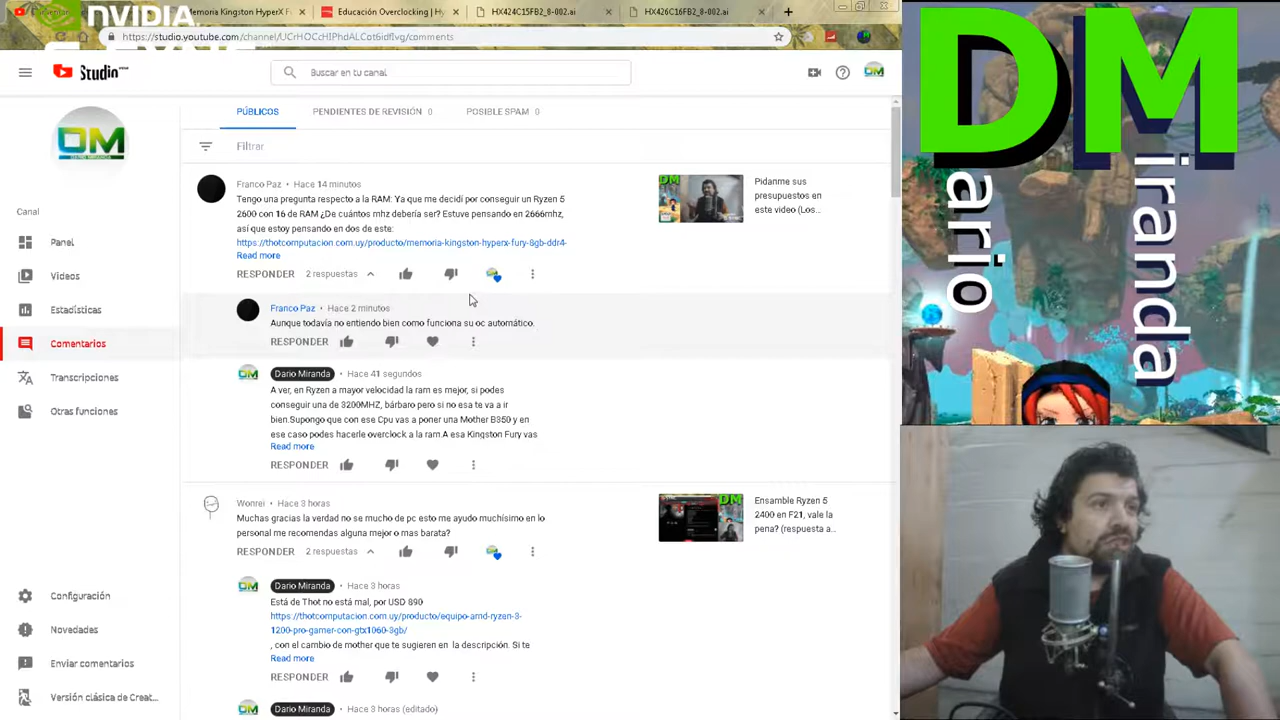 NVIDIA.
Memoria Kingston HyperX F
Educación Overclocking | Hy
HX424C15FB2_8-002.ai
HX426C16FB2_8-002.ai
https://studio.youtube.com/channel/UCrHOCcHIPhdALCot6idfIvg/comments
Studio
Buscar en tu canal
DM
ario
iranda
DM
PÚBLICOS
PENDIENTES DE REVISIÓN 0
POSIBLE SPAM 0
Filtrar
Canal
Panel
Videos
Estadísticas
Comentarios
Transcripciones
Otras funciones
Configuración
Novedades
Enviar comentarios
Versión clásica de Creat...
Franco Paz • Hace 14 minutos
Tengo una pregunta respecto a la RAM: Ya que me decidí por conseguir un Ryzen 5
2600 con 16 de RAM ¿De cuántos mhz debería ser? Estuve pensando en 2666mhz,
así que estoy pensando en dos de este:
https://thotcomputacion.com.uy/producto/memoria-kingston-hyperx-fury-8gb-ddr4-
Read more
RESPONDER 2 respuestas
Pidanme sus
presupuestos en
este video (Los...
Franco Paz • Hace 2 minutos
Aunque todavía no entiendo bien como funciona su oc automático.
RESPONDER
Dario Miranda • Hace 41 segundos
A ver, en Ryzen a mayor velocidad la ram es mejor, si podes
conseguir una de 3200MHZ, bárbaro pero si no esa te va a ir
bien.Supongo que con ese Cpu vas a poner una Mother B350 y en
ese caso podes hacerle overclock a la ram.A esa Kingston Fury vas
Read more
RESPONDER
Wonrei • Hace 3 horas
Muchas gracias la verdad no se mucho de pc esto me ayudo muchísimo en lo
personal me recomendas alguna mejor o mas barata?
RESPONDER 2 respuestas
Ensamble Ryzen 5
2400 en F21, vale la
pena? (respuesta a...
Dario Miranda • Hace 3 horas
Está de Thot no está mal, por USD 890
https://thotcomputacion.com.uy/producto/equipo-amd-ryzen-3-
1200-pro-gamer-con-gtx1060-3gb/
, con el cambio de mother que te sugieren en la descripción. Si te
Read more
RESPONDER
Dario Miranda • Hace 3 horas (editado)